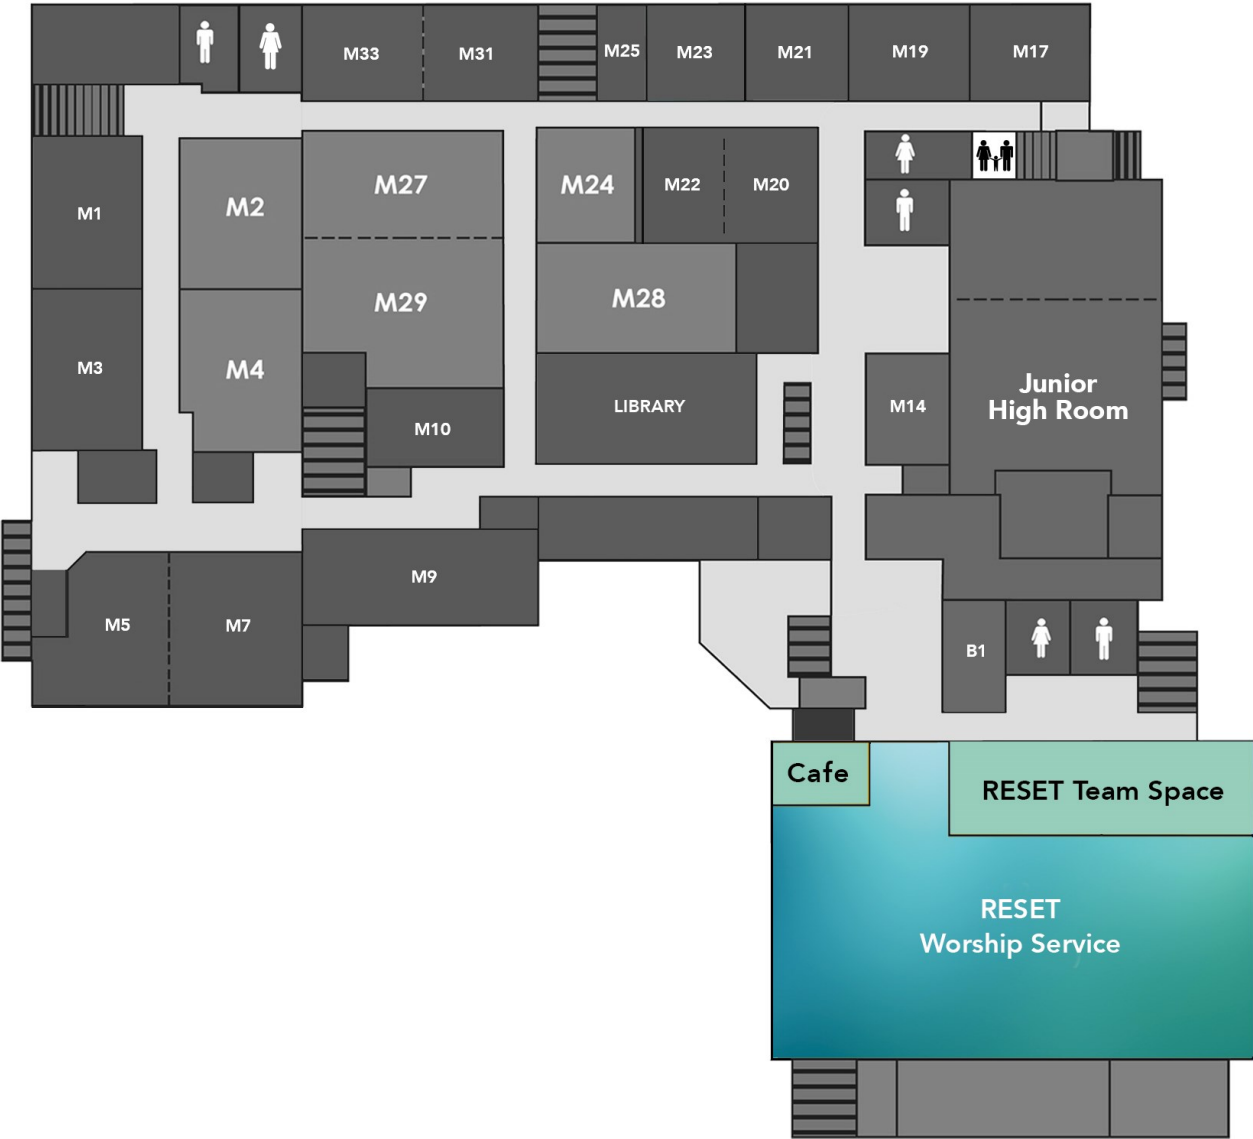 M33
M31
M25
M23
M21
M19
M17
M1
M2
M27
M24
M22
M20
M29
M28
M3
M4
M10
LIBRARY
M14
Junior
High Room
M5
M7
M9
B1
Cafe
RESET Team Space
RESET
Worship Service